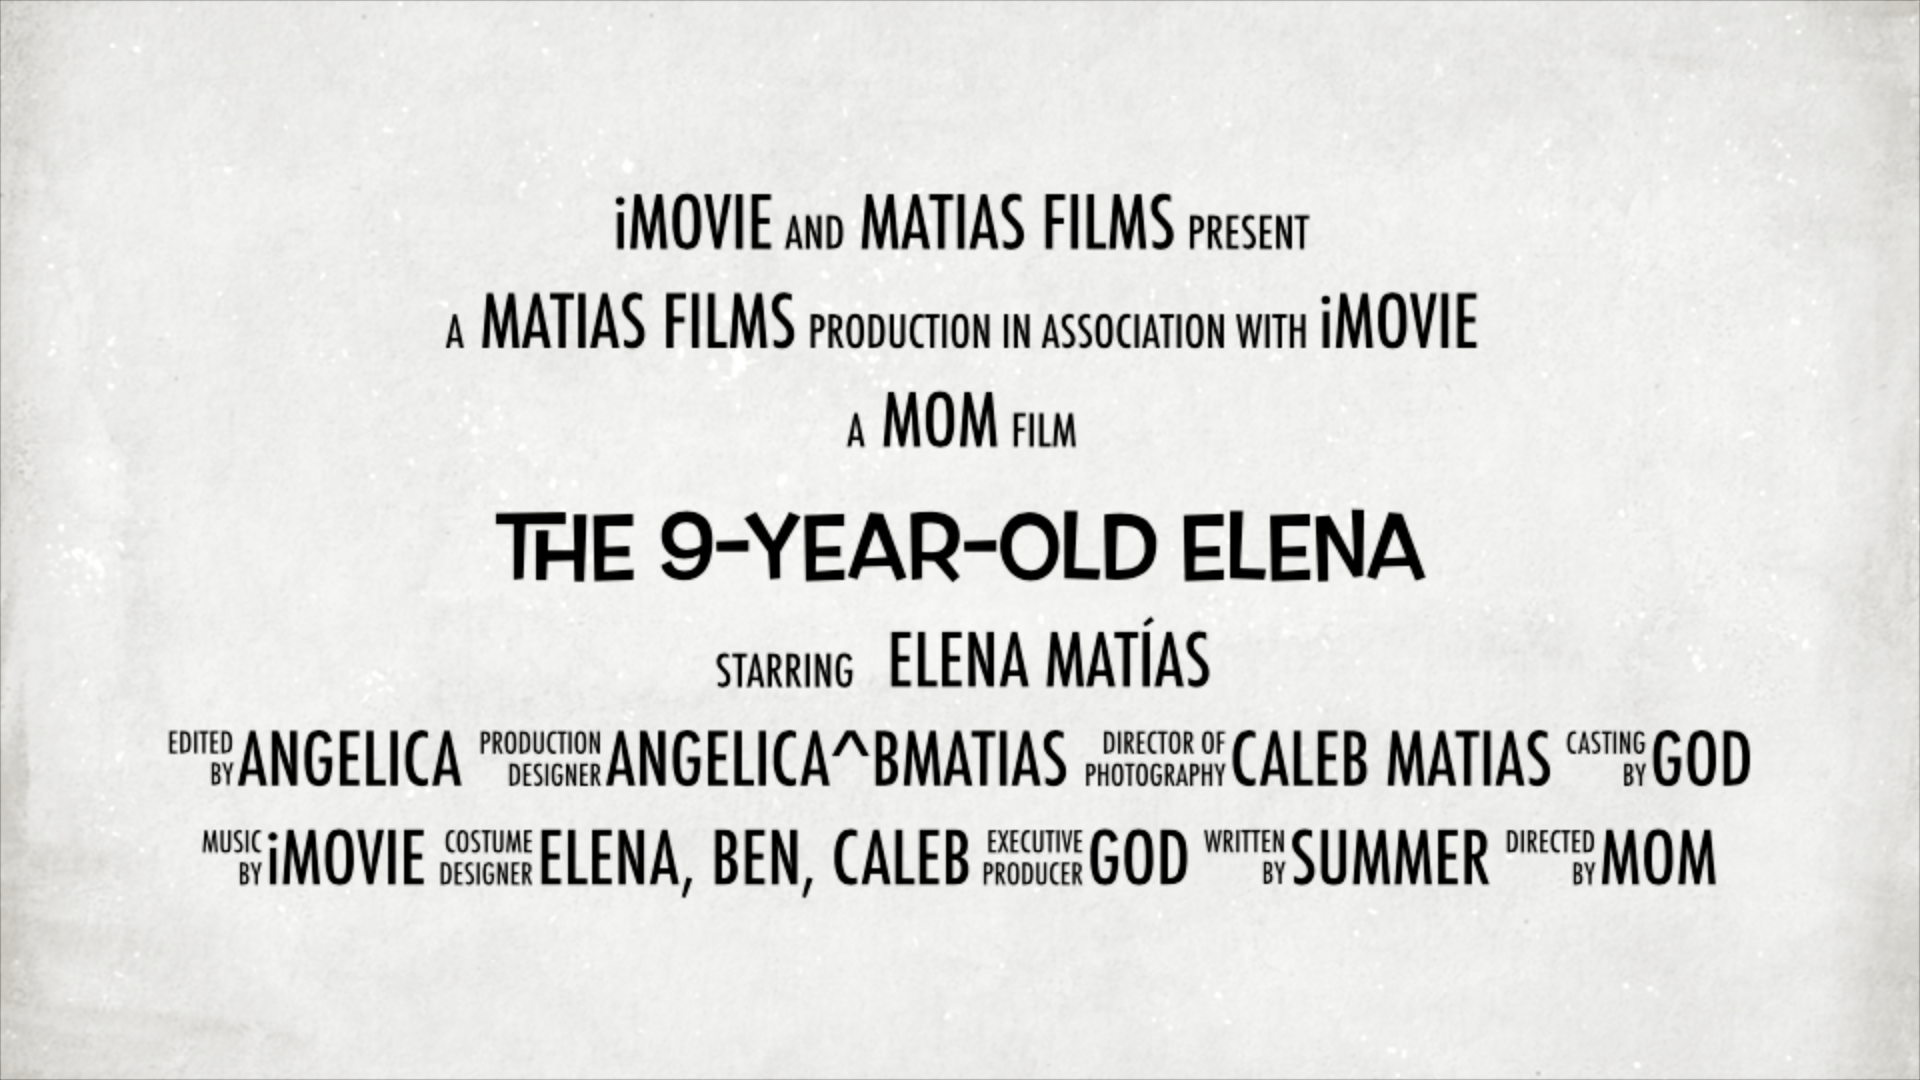 iMOVIE AND MATIAS FILMS PRESENT
A MATIAS FILMS PRODUCTION IN ASSOCIATION WITH iMOVIE
A MOM FILM
THE 9-YEAR-OLD ELENA
STARRING ELENA MATÍAS
EDITED BY ANGELICA PRODUCTION DESIGNER ANGELICA^BMATIAS DIRECTOR OF PHOTOGRAPHY CALEB MATIAS CASTING BY GOD
MUSIC BY iMOVIE COSTUME DESIGNER ELENA, BEN, CALEB EXECUTIVE PRODUCER GOD WRITTEN BY SUMMER DIRECTED BY MOM